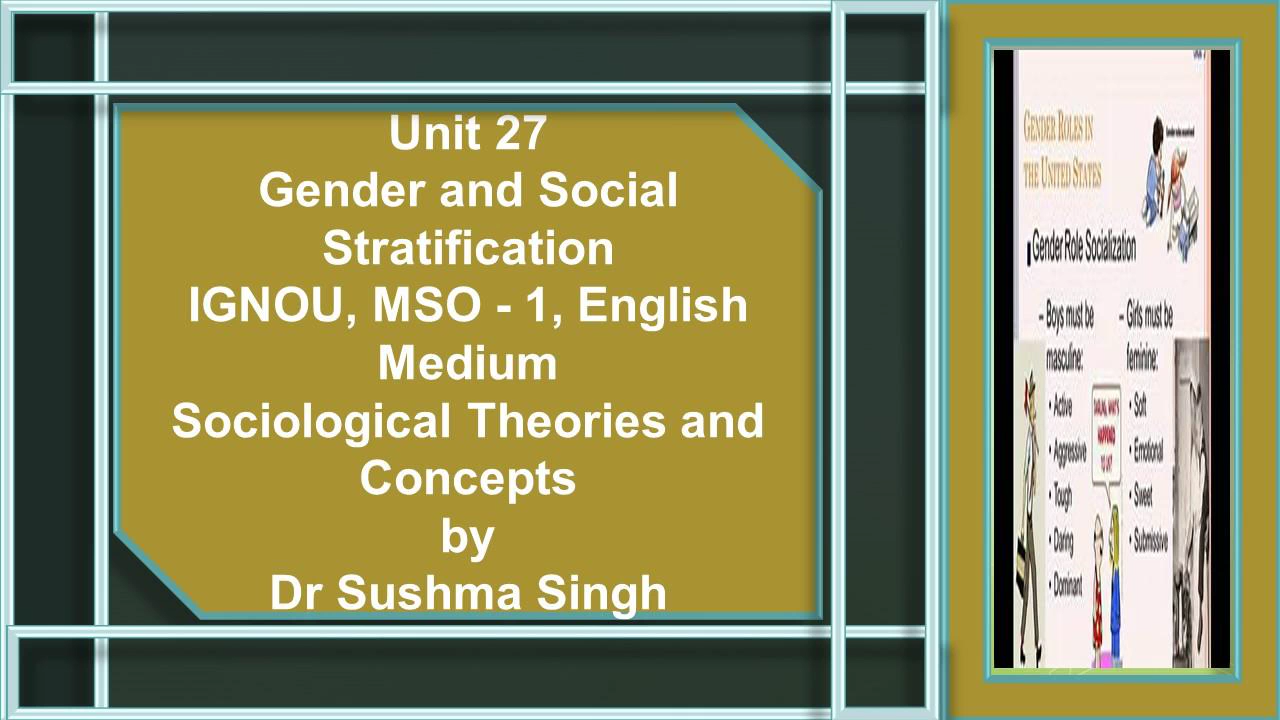 Unit 27
Gender and Social
Stratification
IGNOU, MSO - 1, English
Medium
Sociological Theories and
Concepts
by
Dr Sushma Singh
GENDER ROLES IN
THE UNITED STATES
Gender Role Socialization
– Boys must be
masculine:
• Active
• Aggressive
• Tough
• Daring
• Dominant
– Girls must be
feminine:
• Soft
• Emotional
• Sweet
• Submissive